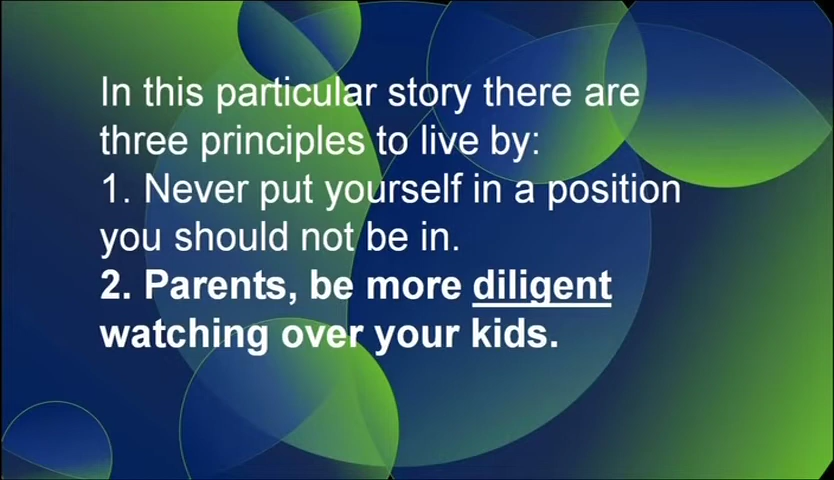 In this particular story there are
three principles to live by:
1. Never put yourself in a position
you should not be in.
2. Parents, be more diligent
watching over your kids.